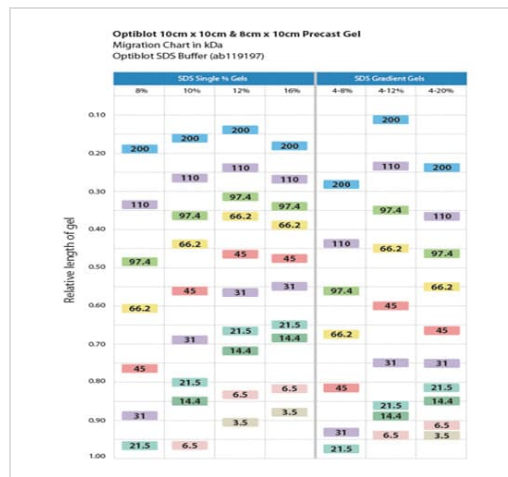 Optiblot 10cm x 10cm & 8cm x 10cm Precast Gel
Migration Chart in kDa
Optiblot SDS Buffer (ab119197)
SDS Single % Gels SDS Gradient Gels
8% 10% 12% 16% 4-8% 4-12% 4-20%
Relative length of gel
0.10
200
200
200 200
0.20
200
110 110 200
110 110 200
0.30
110 97.4 97.4 97.4
97.4 66.2 66.2 110
0.40
66.2 110 66.2
97.4 45 45 97.4
0.50
45 31 31 97.4 66.2
0.60
66.2 45
31 21.5 21.5 66.2 45
14.4 14.4
0.70
45 31 31
0.80
21.5 6.5 6.5 45 21.5
14.4 21.5 14.4
31 3.5 14.4
0.90
3.5 6.5
31 6.5 3.5
21.5 6.5 21.5
1.00